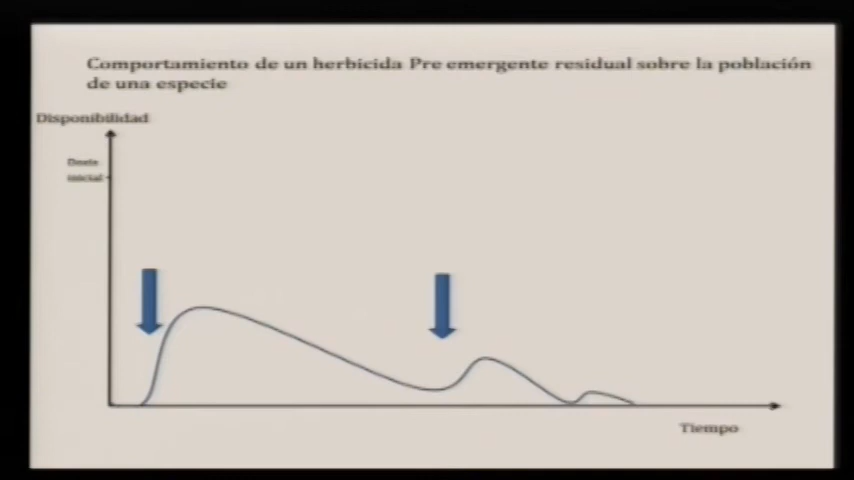 Comportamiento de un herbicida Pre emergente residual sobre la población
de una especie
Disponibilidad
Dosis
inicial
Tiempo